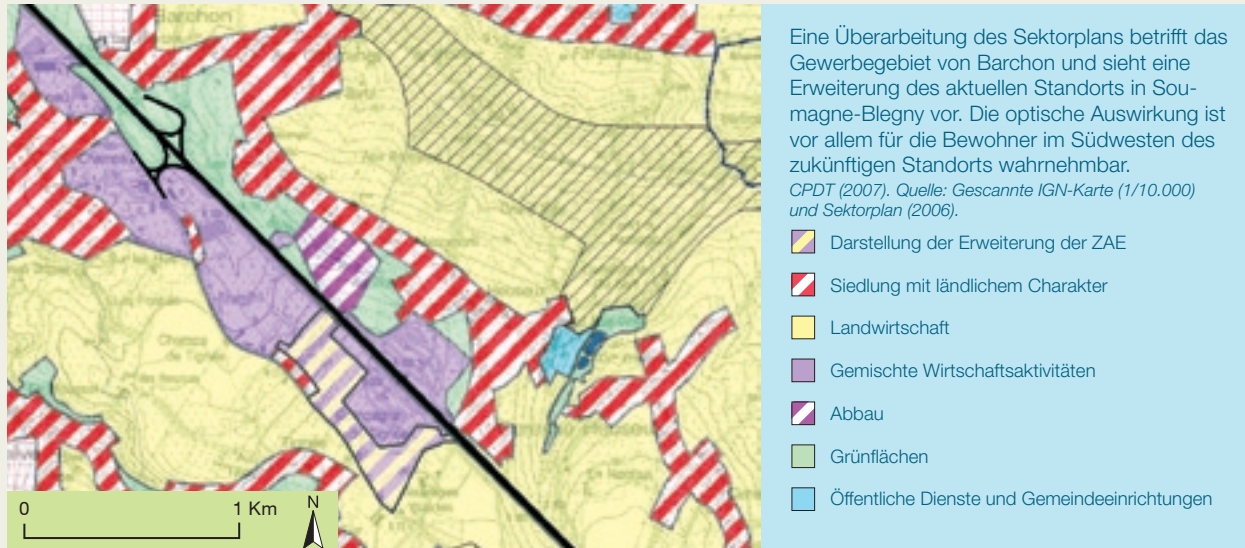 Barchon
Eine Überarbeitung des Sektorplans betrifft das
Gewerbegebiet von Barchon und sieht eine
Erweiterung des aktuellen Standorts in Sou-
magne-Blegny vor. Die optische Auswirkung ist
vor allem für die Bewohner im Südwesten des
zukünftigen Standorts wahrnehmbar.
CPDT (2007). Quelle: Gescannte IGN-Karte (1/10.000)
und Sektorplan (2006).
Darstellung der Erweiterung der ZAE
Siedlung mit ländlichem Charakter
Landwirtschaft
Gemischte Wirtschaftsaktivitäten
Abbau
Grünflächen
Öffentliche Dienste und Gemeindeeinrichtungen
0 1 Km N